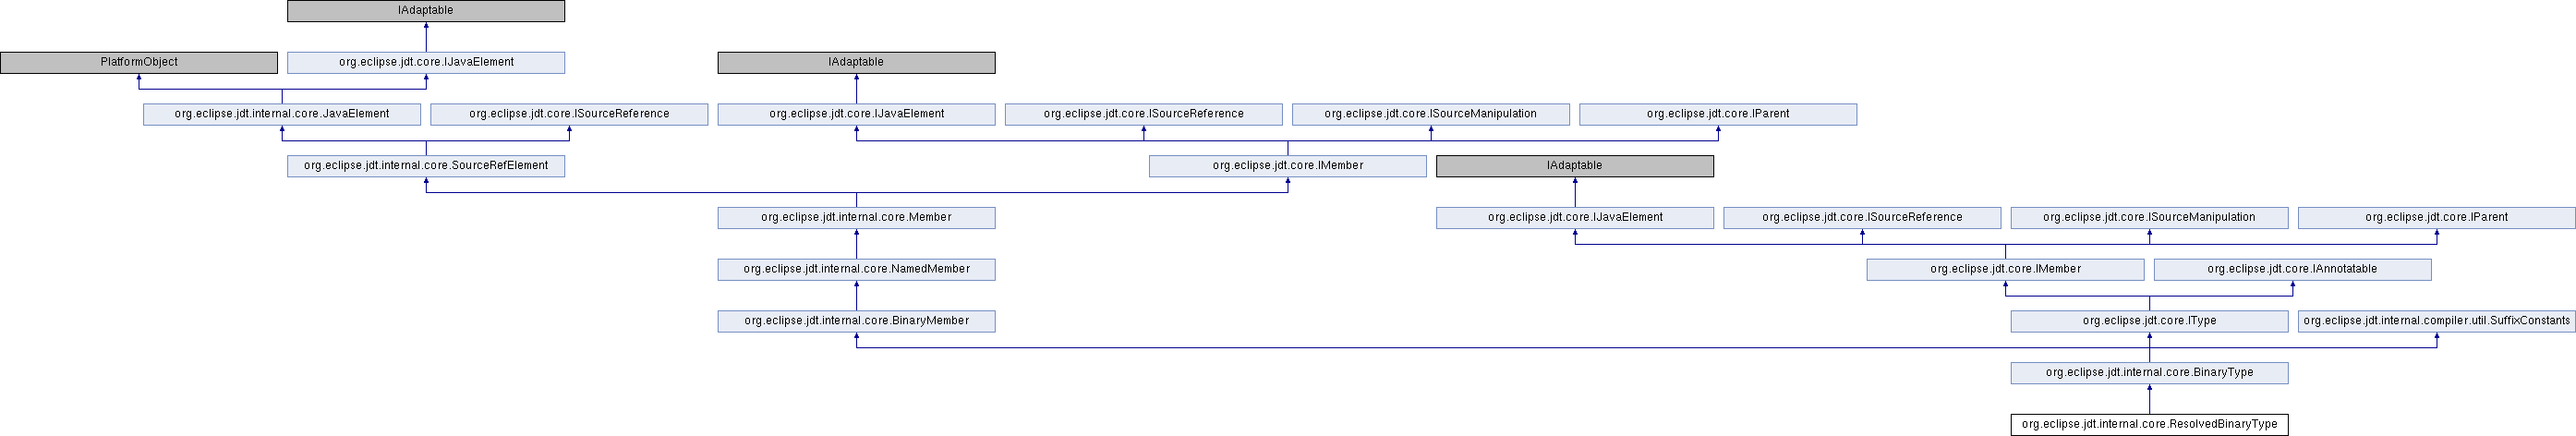 IAdaptable
PlatformObject
org.eclipse.jdt.core.IJavaElement
IAdaptable
org.eclipse.jdt.internal.core.JavaElement
org.eclipse.jdt.core.ISourceReference
org.eclipse.jdt.core.IJavaElement
org.eclipse.jdt.core.ISourceReference
org.eclipse.jdt.core.ISourceManipulation
org.eclipse.jdt.core.IParent
org.eclipse.jdt.internal.core.SourceRefElement
org.eclipse.jdt.core.IMember
IAdaptable
org.eclipse.jdt.internal.core.Member
org.eclipse.jdt.core.IJavaElement
org.eclipse.jdt.core.ISourceReference
org.eclipse.jdt.core.ISourceManipulation
org.eclipse.jdt.core.IParent
org.eclipse.jdt.internal.core.NamedMember
org.eclipse.jdt.core.IMember
org.eclipse.jdt.core.IAnnotatable
org.eclipse.jdt.internal.core.BinaryMember
org.eclipse.jdt.core.IType
org.eclipse.jdt.internal.compiler.util.SuffixConstants
org.eclipse.jdt.internal.core.BinaryType
org.eclipse.jdt.internal.core.ResolvedBinaryType